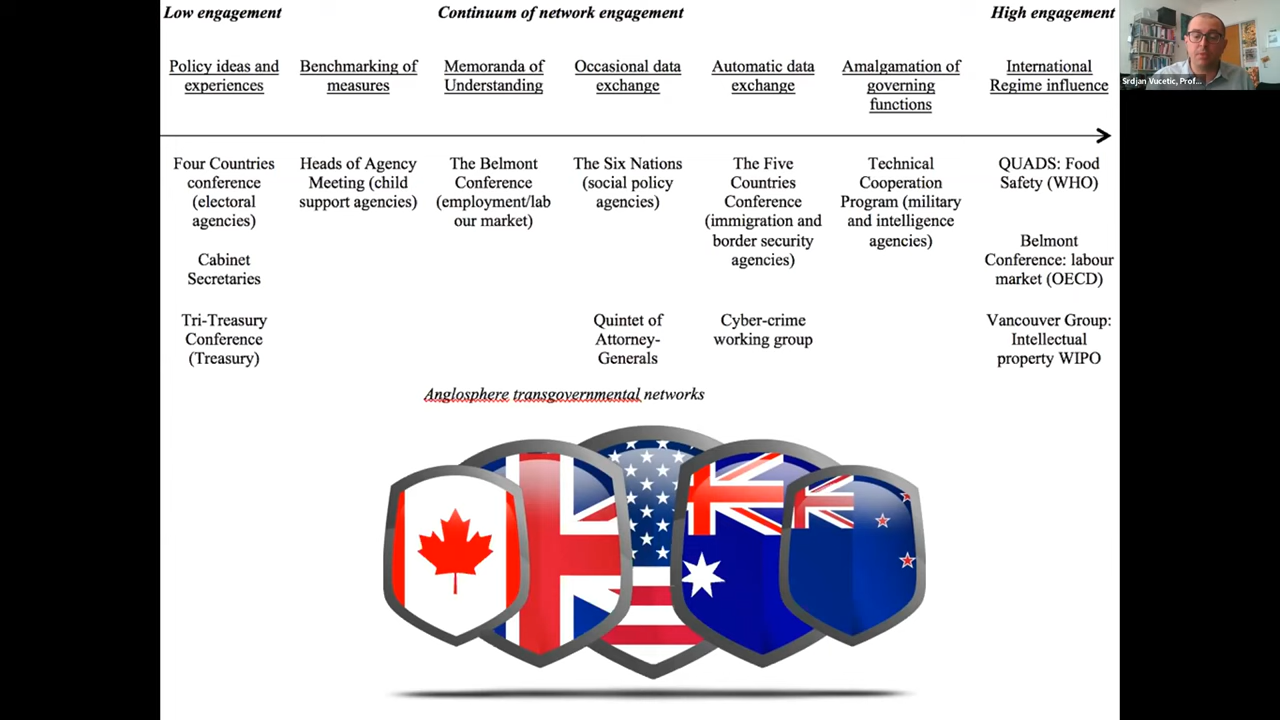 Low engagement
Continuum of network engagement
High engagement
Policy ideas and
experiences
Benchmarking of
measures
Memoranda of
Understanding
Occasional data
exchange
Automatic data
exchange
Amalgamation of
governing
functions
International
Regime influence
Four Countries
conference
(electoral
agencies)
Cabinet
Secretaries
Tri-Treasury
Conference
(Treasury)
Heads of Agency
Meeting (child
support agencies)
The Belmont
Conference
(employment/lab
our market)
The Six Nations
(social policy
agencies)
Quintet of
Attorney-
Generals
The Five
Countries
Conference
(immigration and
border security
agencies)
Cyber-crime
working group
Technical
Cooperation
Program (military
and intelligence
agencies)
QUADS: Food
Safety (WHO)
Belmont
Conference: labour
market (OECD)
Vancouver Group:
Intellectual
property WIPO
Anglosphere transgovernmental networks
Srdjan Vucetic, Prof...